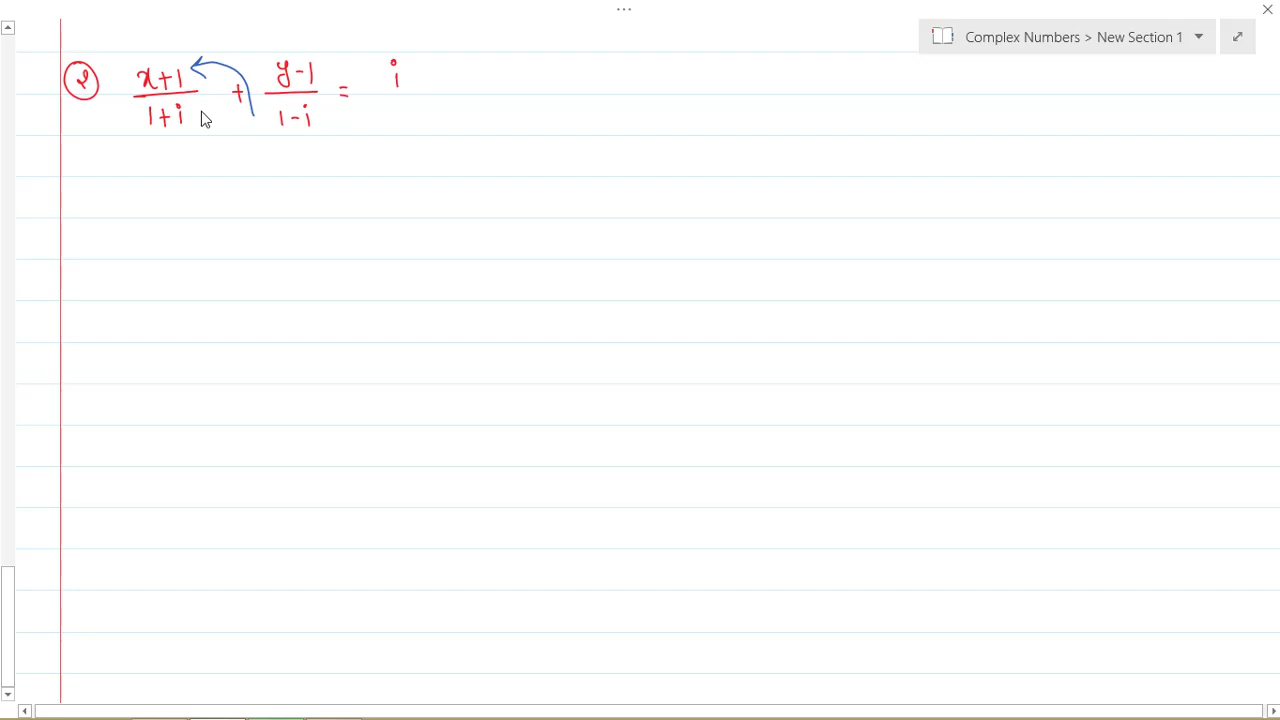 ...
Complex Numbers > New Section 1
② x+1/1+i + y-1/1-i = i